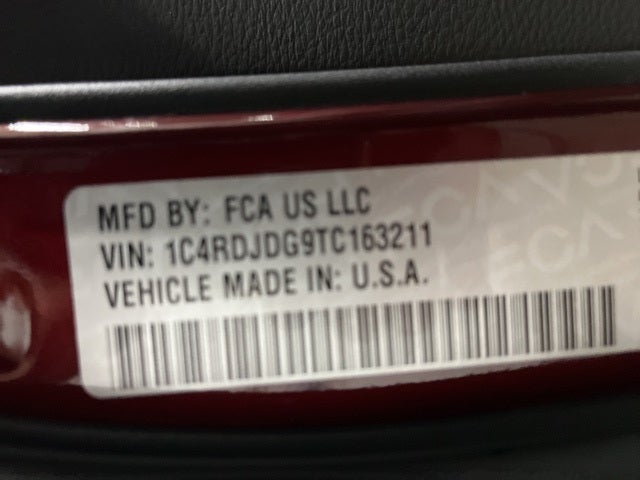 MFD BY: FCA US LLC
VIN: 1C4RDJDG9TC163211
VEHICLE MADE IN: U.S.A.